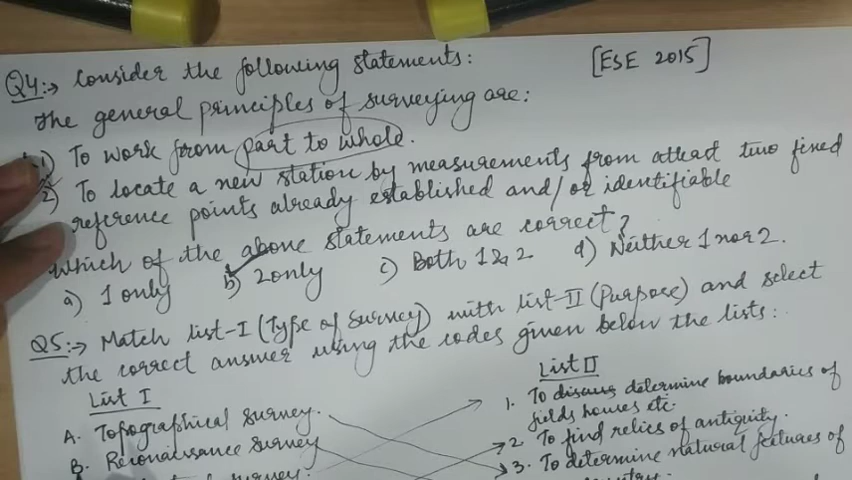 Q4:→ Consider the following statements: [ESE 2015]
The general principles of surveying are:
1) To work from part to whole.
2) To locate a new station by measurements from atleast two fixed
reference points already established and/or identifiable
which of the above statements are correct?
a) 1 only b) 2 only c) Both 1 & 2 d) Neither 1 nor 2.
Q5:→ Match list-I (Type of Survey) with list-II (Purpose) and select
the correct answer using the codes given below the lists:
List I
List II
A. Topographical survey.
B. Reconaissance survey
survey.
1. To determine boundaries of
fields houses etc.
2. To find relics of antiquity.
3. To determine natural features of